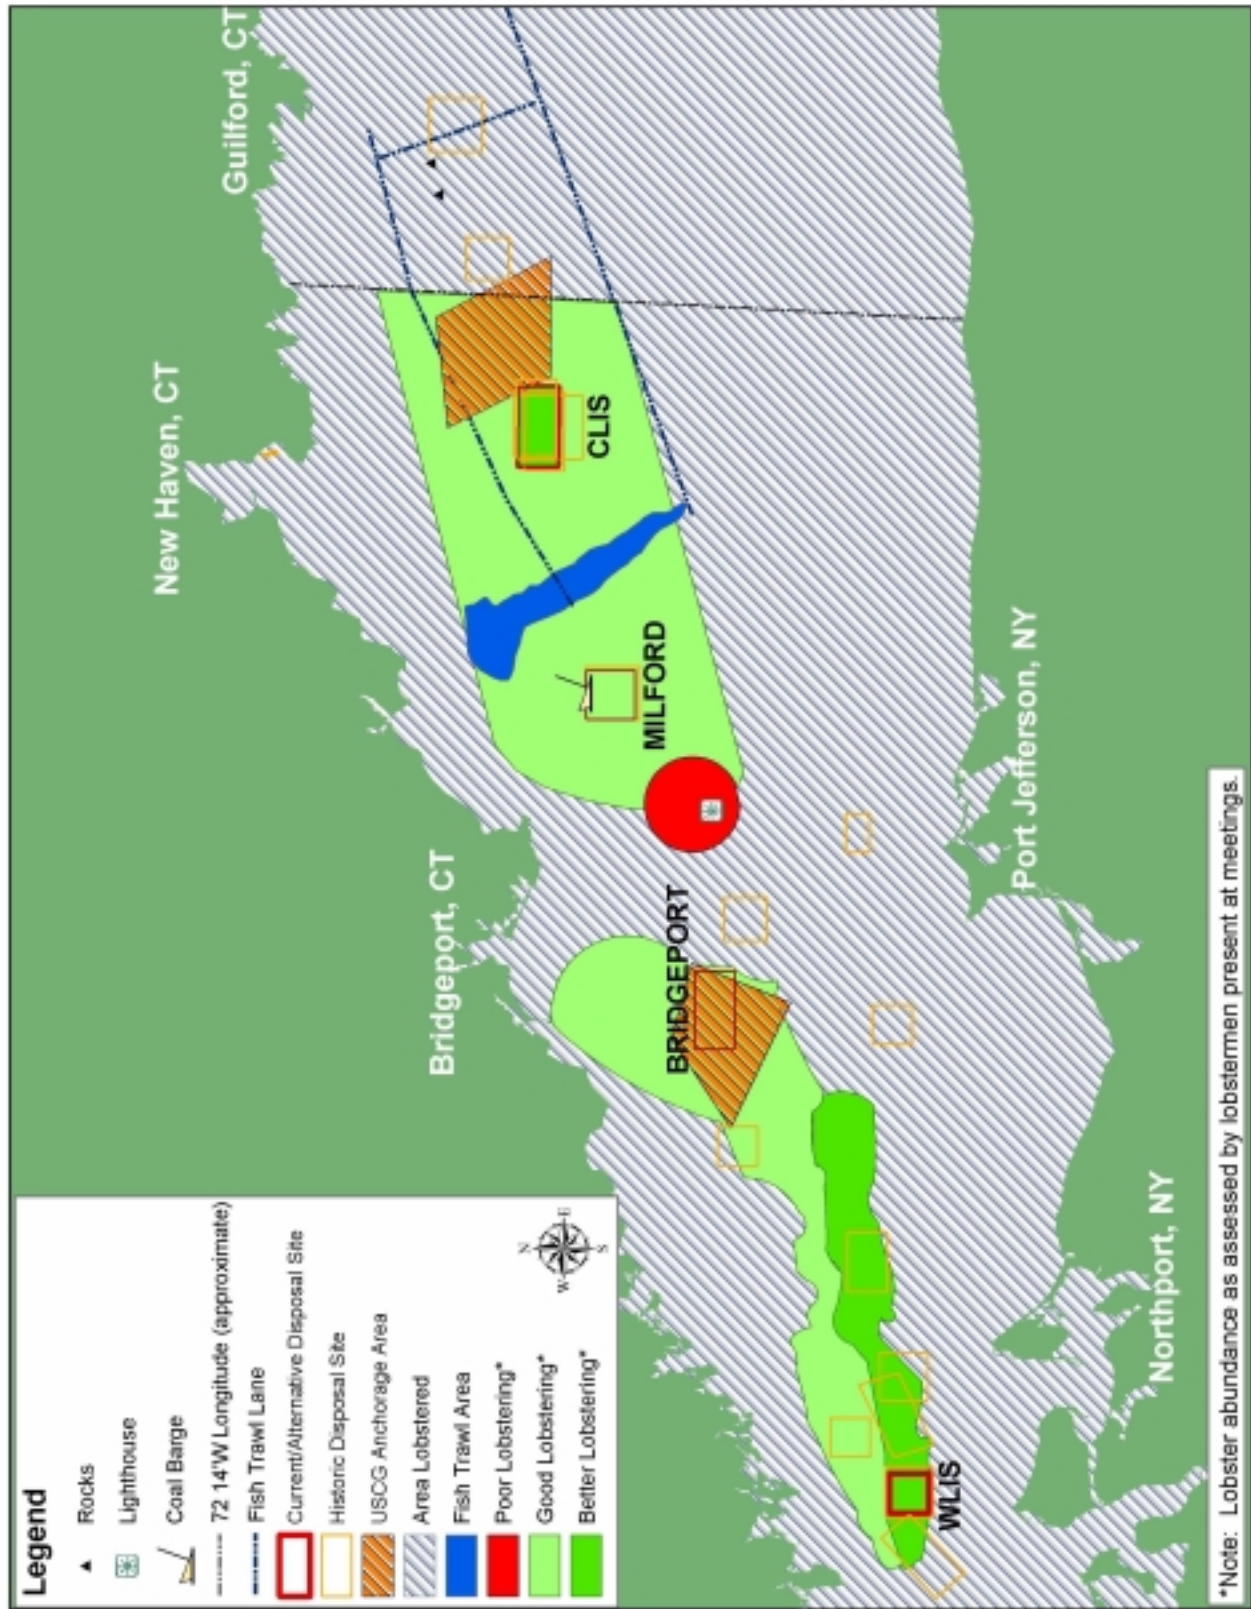 Legend
Rocks
Lighthouse
Coal Barge
72 14'W Longitude (approximate)
Fish Trawl Lane
Current/Alternative Disposal Site
Historic Disposal Site
USCG Anchorage Area
Area Lobstered
Fish Trawl Area
Poor Lobstering*
Good Lobstering*
Better Lobstering*
N
W
E
S
Guilford, CT
New Haven, CT
Bridgeport, CT
CLIS
MILFORD
BRIDGEPORT
WLIS
Port Jefferson, NY
Northport, NY
*Note: Lobster abundance as assessed by lobstermen present at meetings.